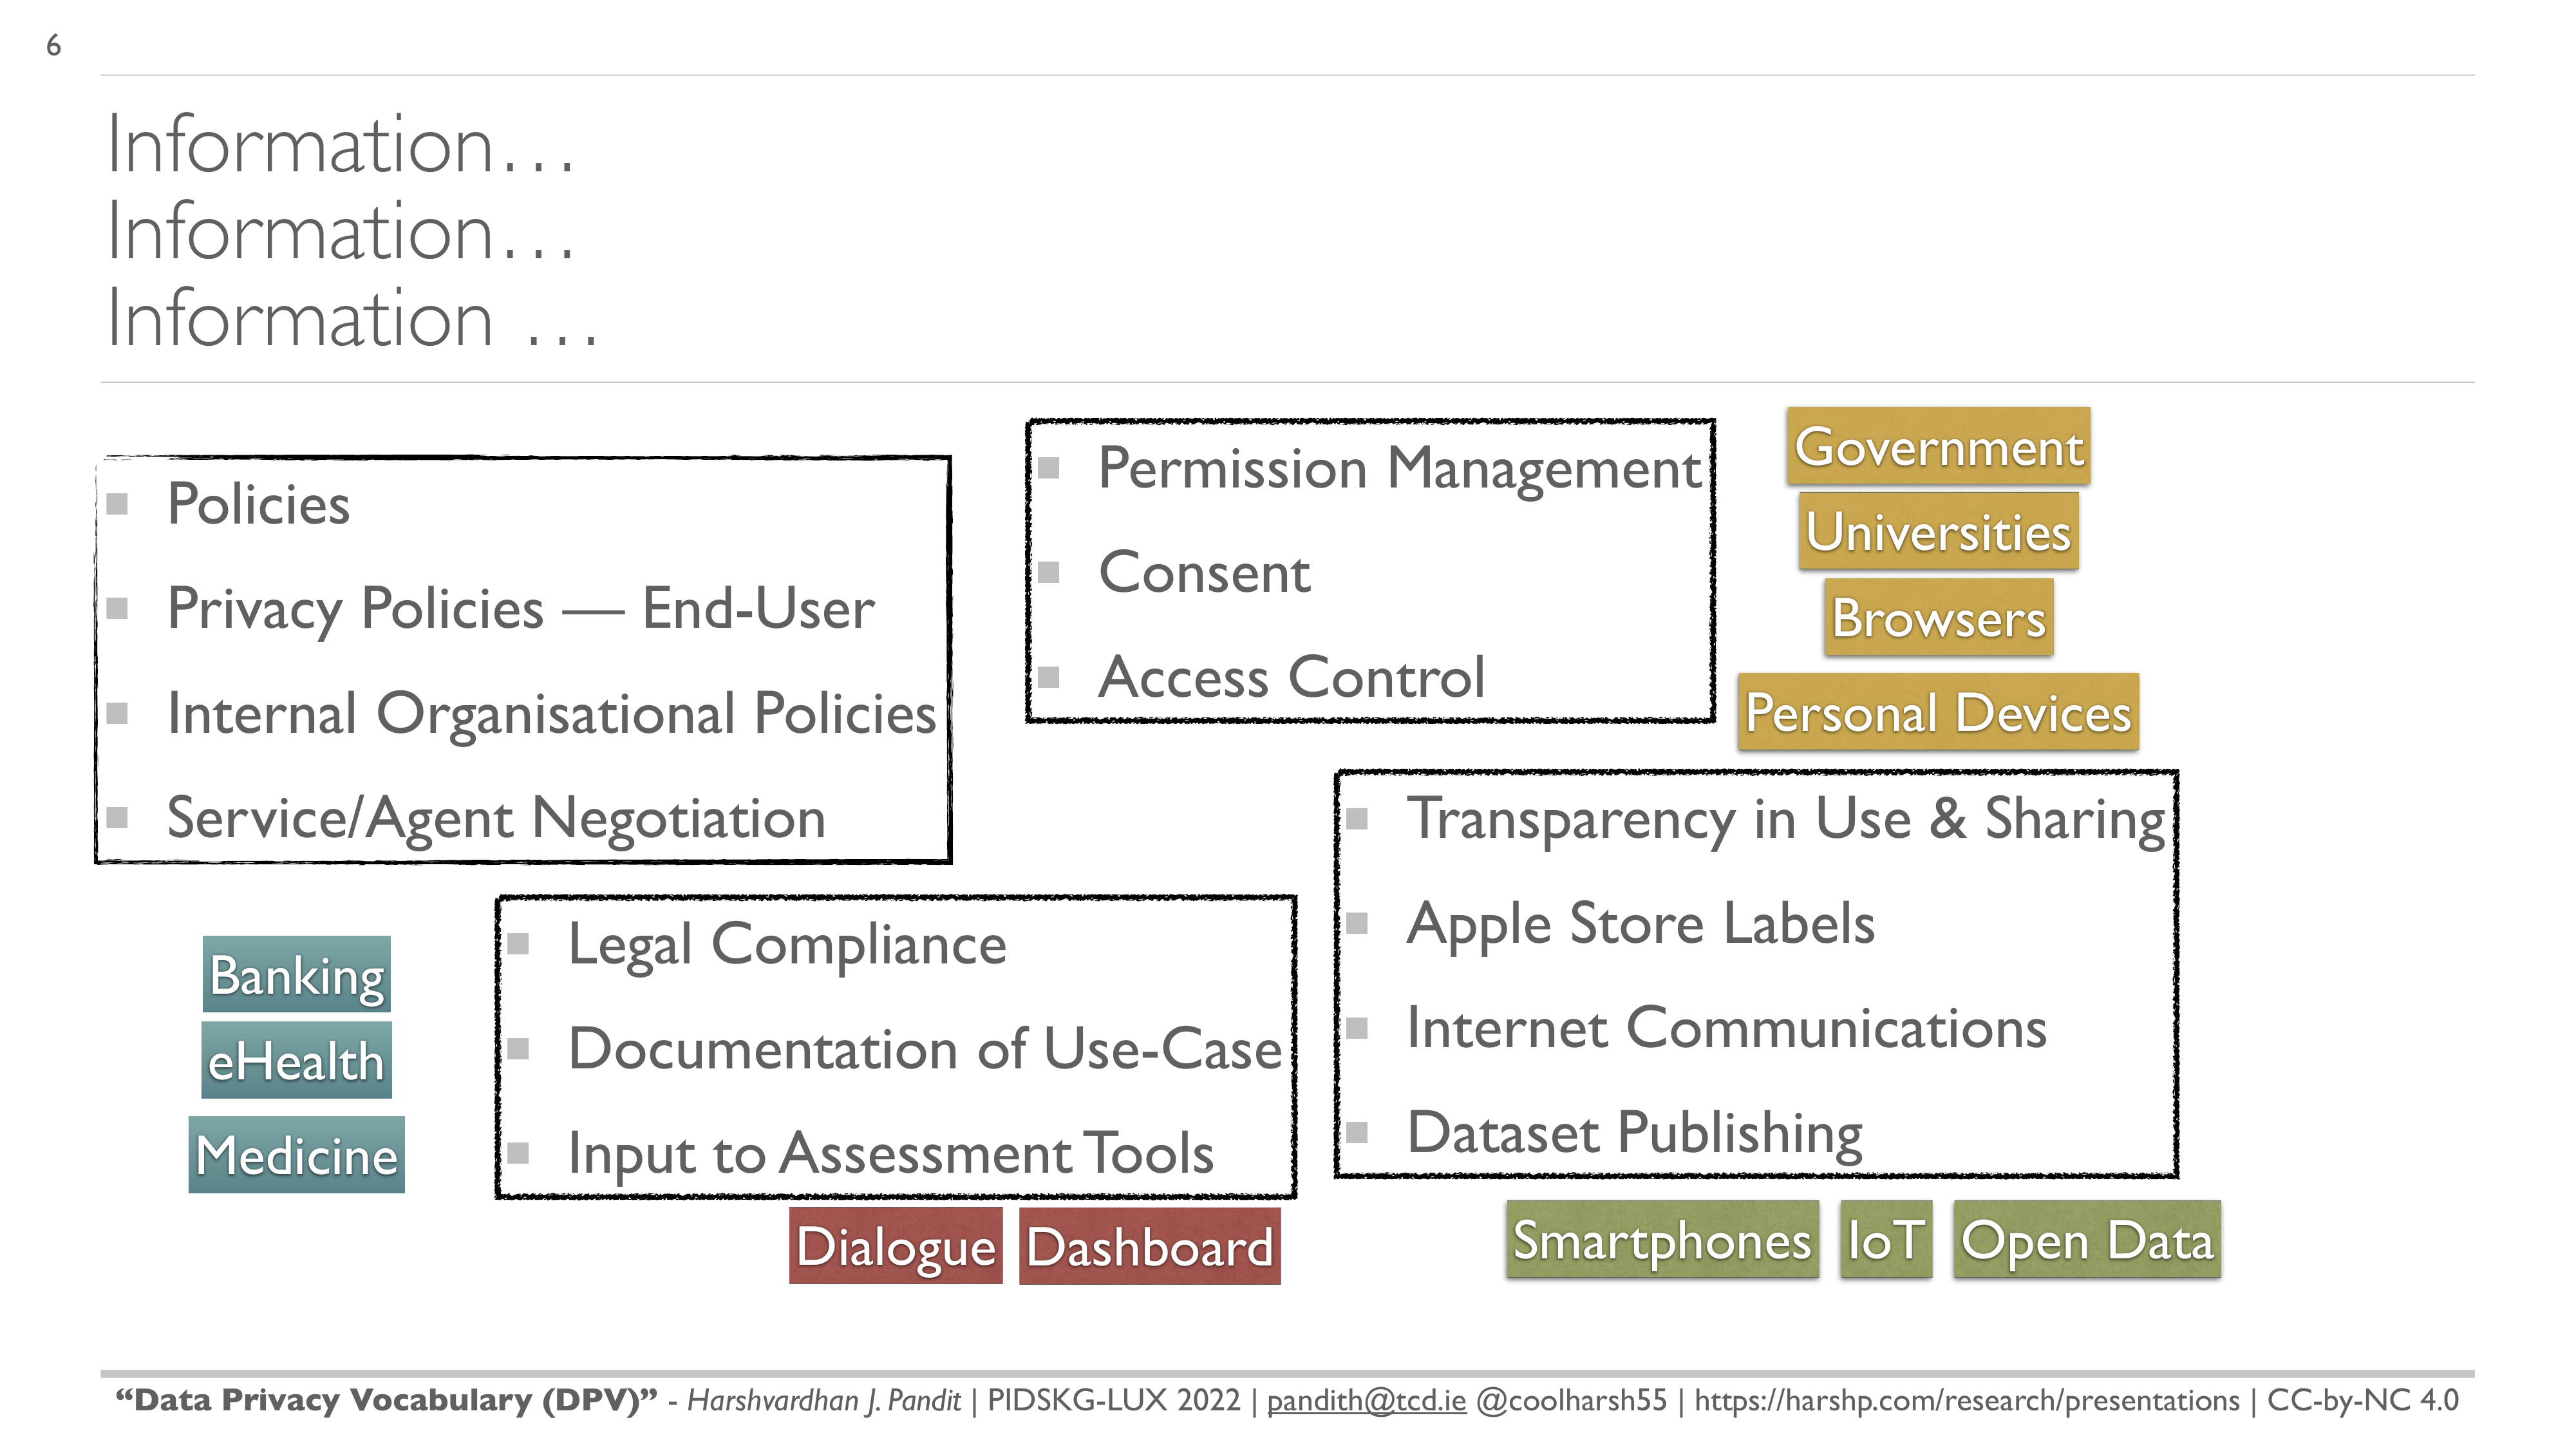 6
Information…
Information…
Information …
Policies
Privacy Policies — End-User
Internal Organisational Policies
Service/Agent Negotiation
Permission Management
Consent
Access Control
Government
Universities
Browsers
Personal Devices
Banking
eHealth
Medicine
Legal Compliance
Documentation of Use-Case
Input to Assessment Tools
Dialogue Dashboard
Transparency in Use & Sharing
Apple Store Labels
Internet Communications
Dataset Publishing
Smartphones IoT Open Data
“Data Privacy Vocabulary (DPV)” - Harshvardhan J. Pandit | PIDSKG-LUX 2022 | pandith@tcd.ie @coolharsh55 | https://harshp.com/research/presentations | CC-by-NC 4.0